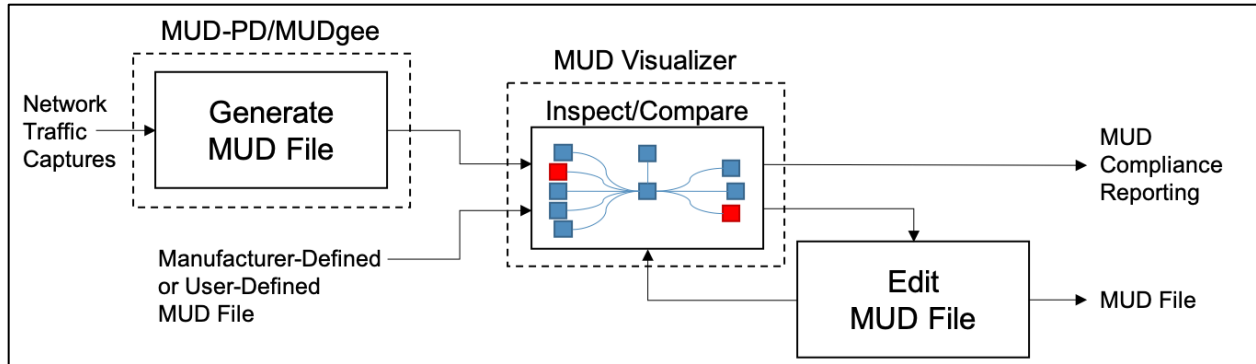 MUD-PD/MUDgee
Network
Traffic
Captures
Generate
MUD File
MUD Visualizer
Inspect/Compare
MUD
Compliance
Reporting
Manufacturer-Defined
or User-Defined
MUD File
Edit
MUD File
MUD File